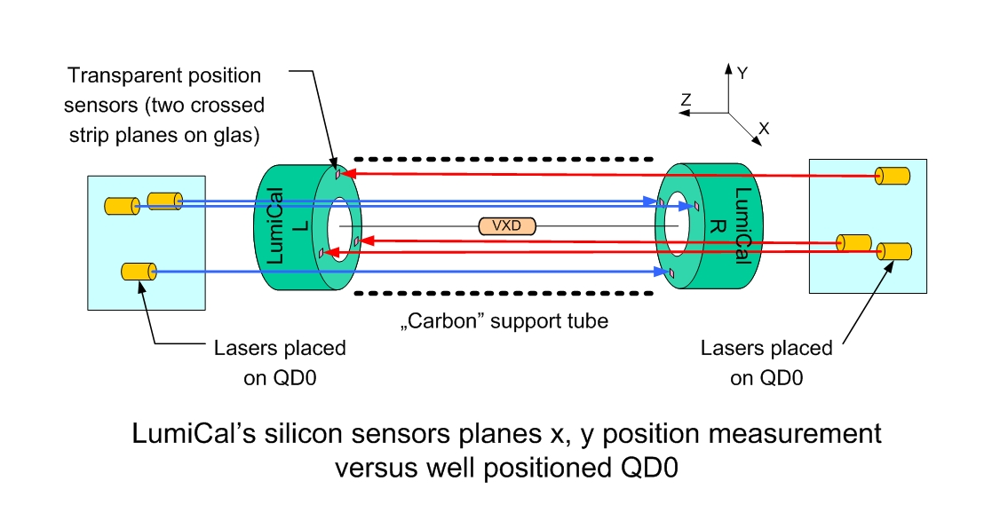 Transparent position
sensors (two crossed
strip planes on glas)
Y
Z
X
LumiCal
L
VXD
LumiCal
R
„Carbon” support tube
Lasers placed
on QD0
Lasers placed
on QD0
LumiCal’s silicon sensors planes x, y position measurement
versus well positioned QD0